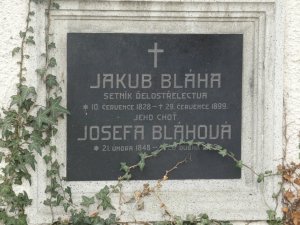 JAKUB BLÁHA
SETNÍK DĚLOSTŘELECTVA
* 10. ČERVENCE 1828 - † 29. ČERVENCE 1899.
JEHO CHOŤ
JOSEFA BLÁHOVÁ
* 21. ÚNORA 1848 -